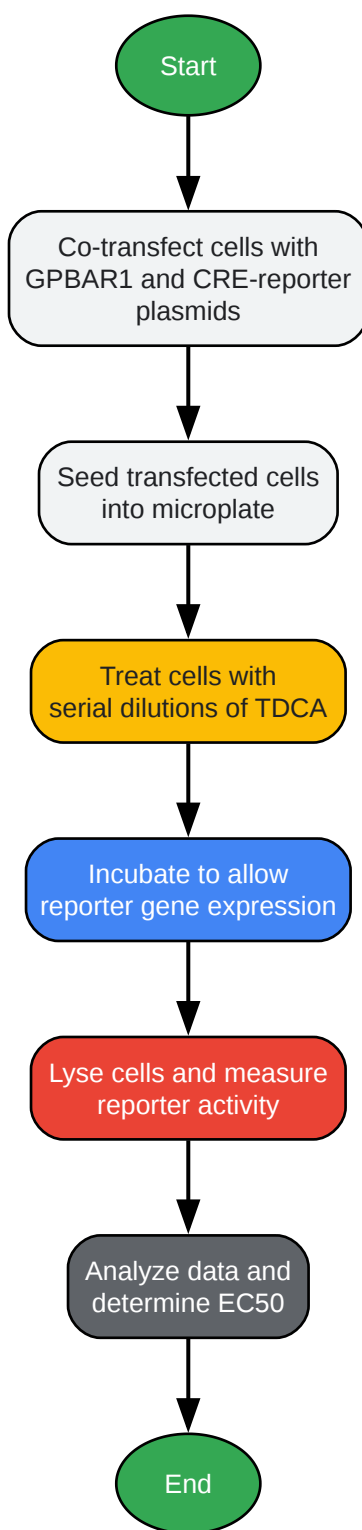 Start
Co-transfect cells with
GPBAR1 and CRE-reporter
plasmids
Seed transfected cells
into microplate
Treat cells with
serial dilutions of TDCA
Incubate to allow
reporter gene expression
Lyse cells and measure
reporter activity
Analyze data and
determine EC50
End